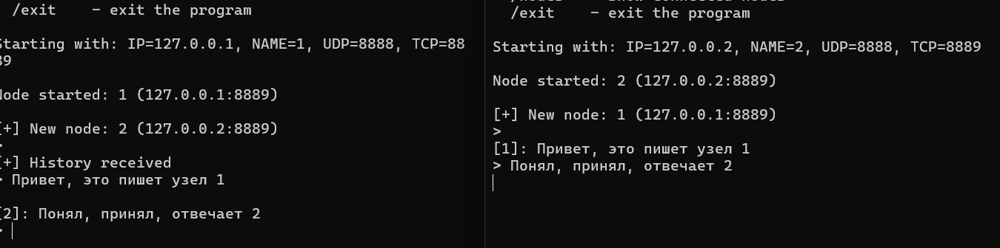 /exit    - exit the program
Starting with: IP=127.0.0.1, NAME=1, UDP=8888, TCP=88
89
Node started: 1 (127.0.0.1:8889)
[+] New node: 2 (127.0.0.2:8889)
>
[+] History received
> Привет, это пишет узел 1
[2]: Понял, принял, отвечает 2
>
/exit    - exit the program
Starting with: IP=127.0.0.2, NAME=2, UDP=8888, TCP=8889
Node started: 2 (127.0.0.2:8889)
[+] New node: 1 (127.0.0.1:8889)
>
[1]: Привет, это пишет узел 1
> Понял, принял, отвечает 2